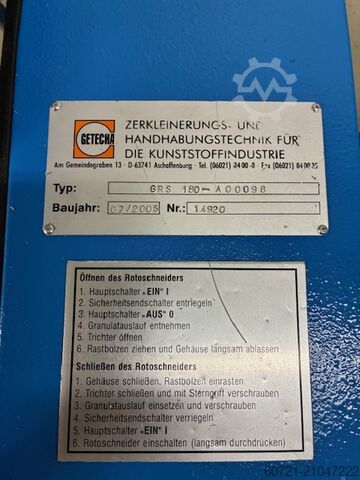 GETECHA
ZERKLEINERUNGS- UND
HANDHABUNGSTECHNIK FÜR
DIE KUNSTSTOFFINDUSTRIE
Am Gemeindegraben 13 · D-63741 Aschaffenburg · Tel. (06021) 8400-0 · Fax (06021) 8400 35
Typ: GRS 180-A00098
Baujahr: 07/2005 Nr.: 14920
Öffnen des Rotoschneiders
1. Hauptschalter "EIN" I
2. Sicherheitsendschalter entriegeln
3. Hauptschalter "AUS" 0
4. Granulatauslauf entnehmen
5. Trichter öffnen
6. Rastbolzen ziehen und Gehäuse langsam ablassen
Schließen des Rotoschneiders
1. Gehäuse schließen, Rastbolzen einrasten
2. Trichter schließen und mit Sterngriff verschrauben
3. Granulatauslauf einsetzen und verschrauben
4. Sicherheitsendschalter verriegeln
5. Hauptschalter "EIN" I
6. Rotoschneider einschalten (langsam durchdrücken)
60721-21047222